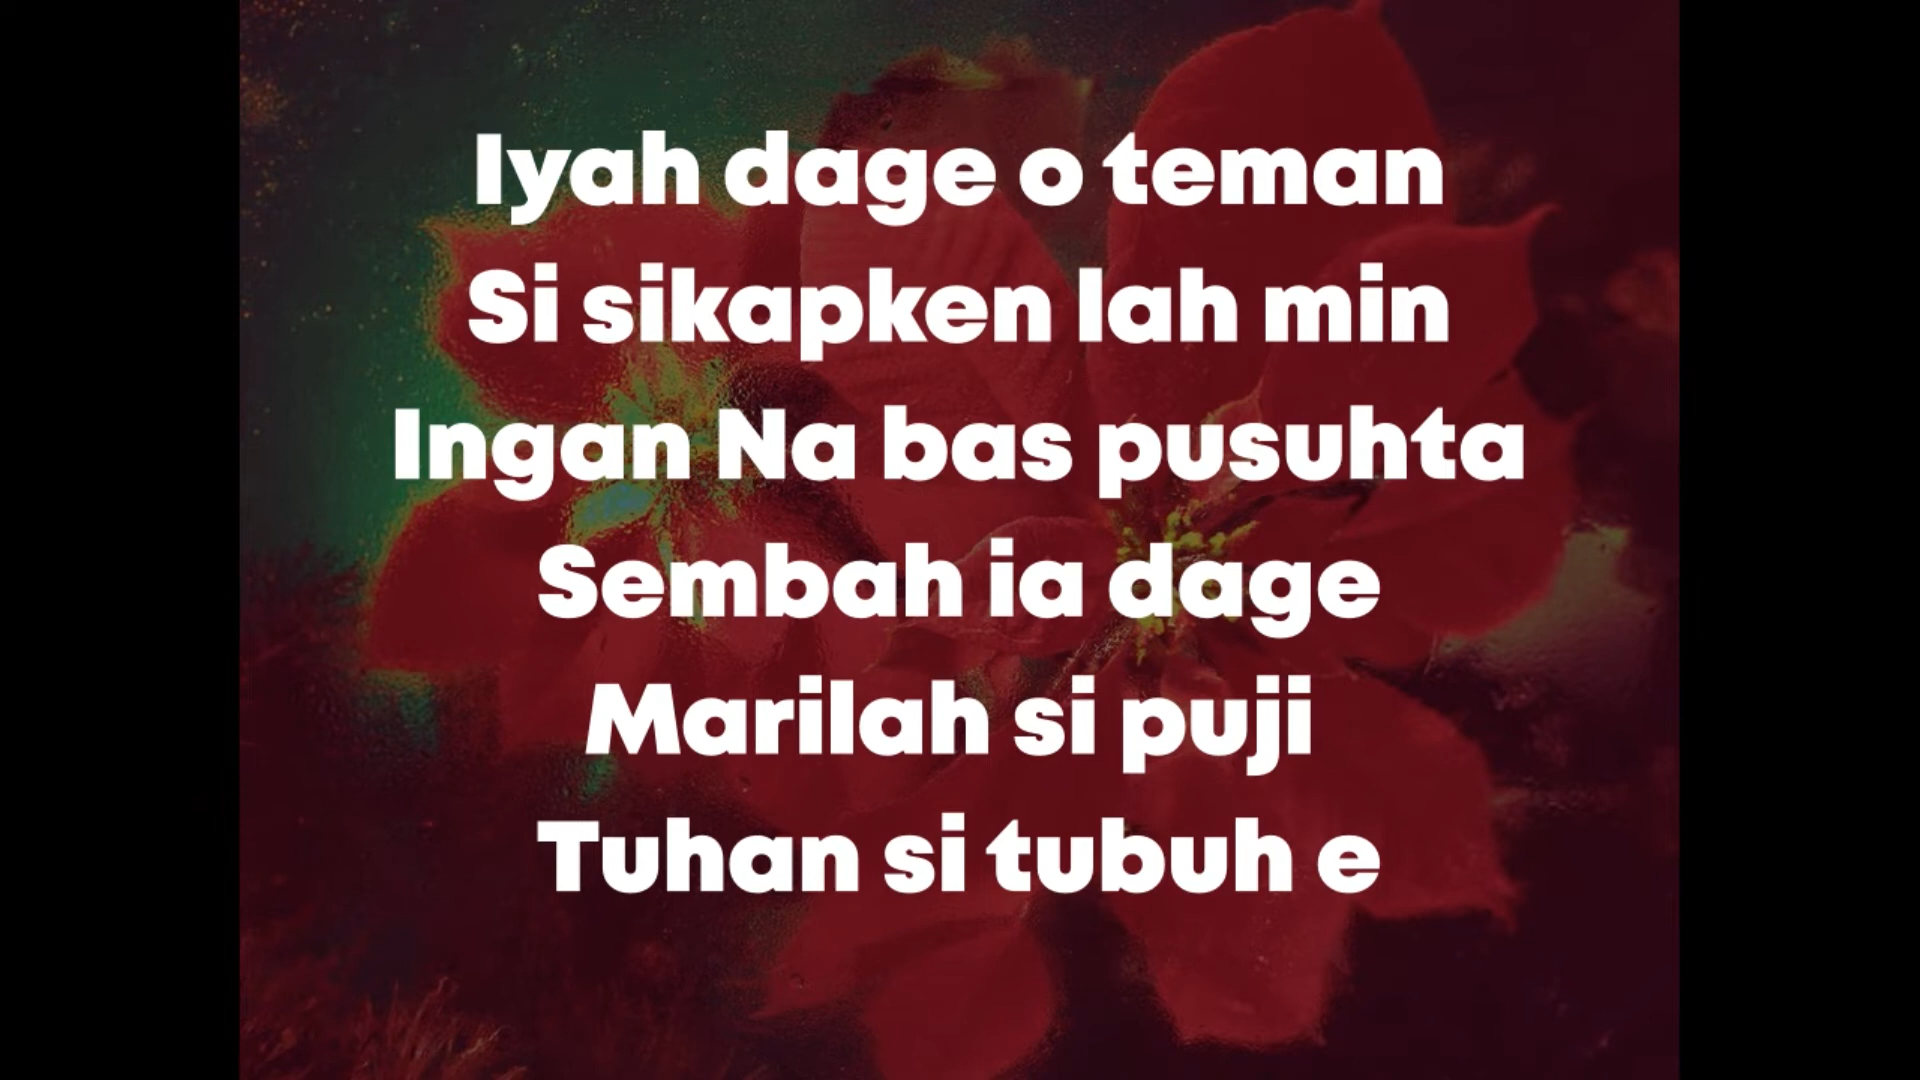 Iyah dage o teman
Si sikapken lah min
Ingan Na bas pusuhta
Sembah ia dage
Marilah si puji
Tuhan si tubuh e